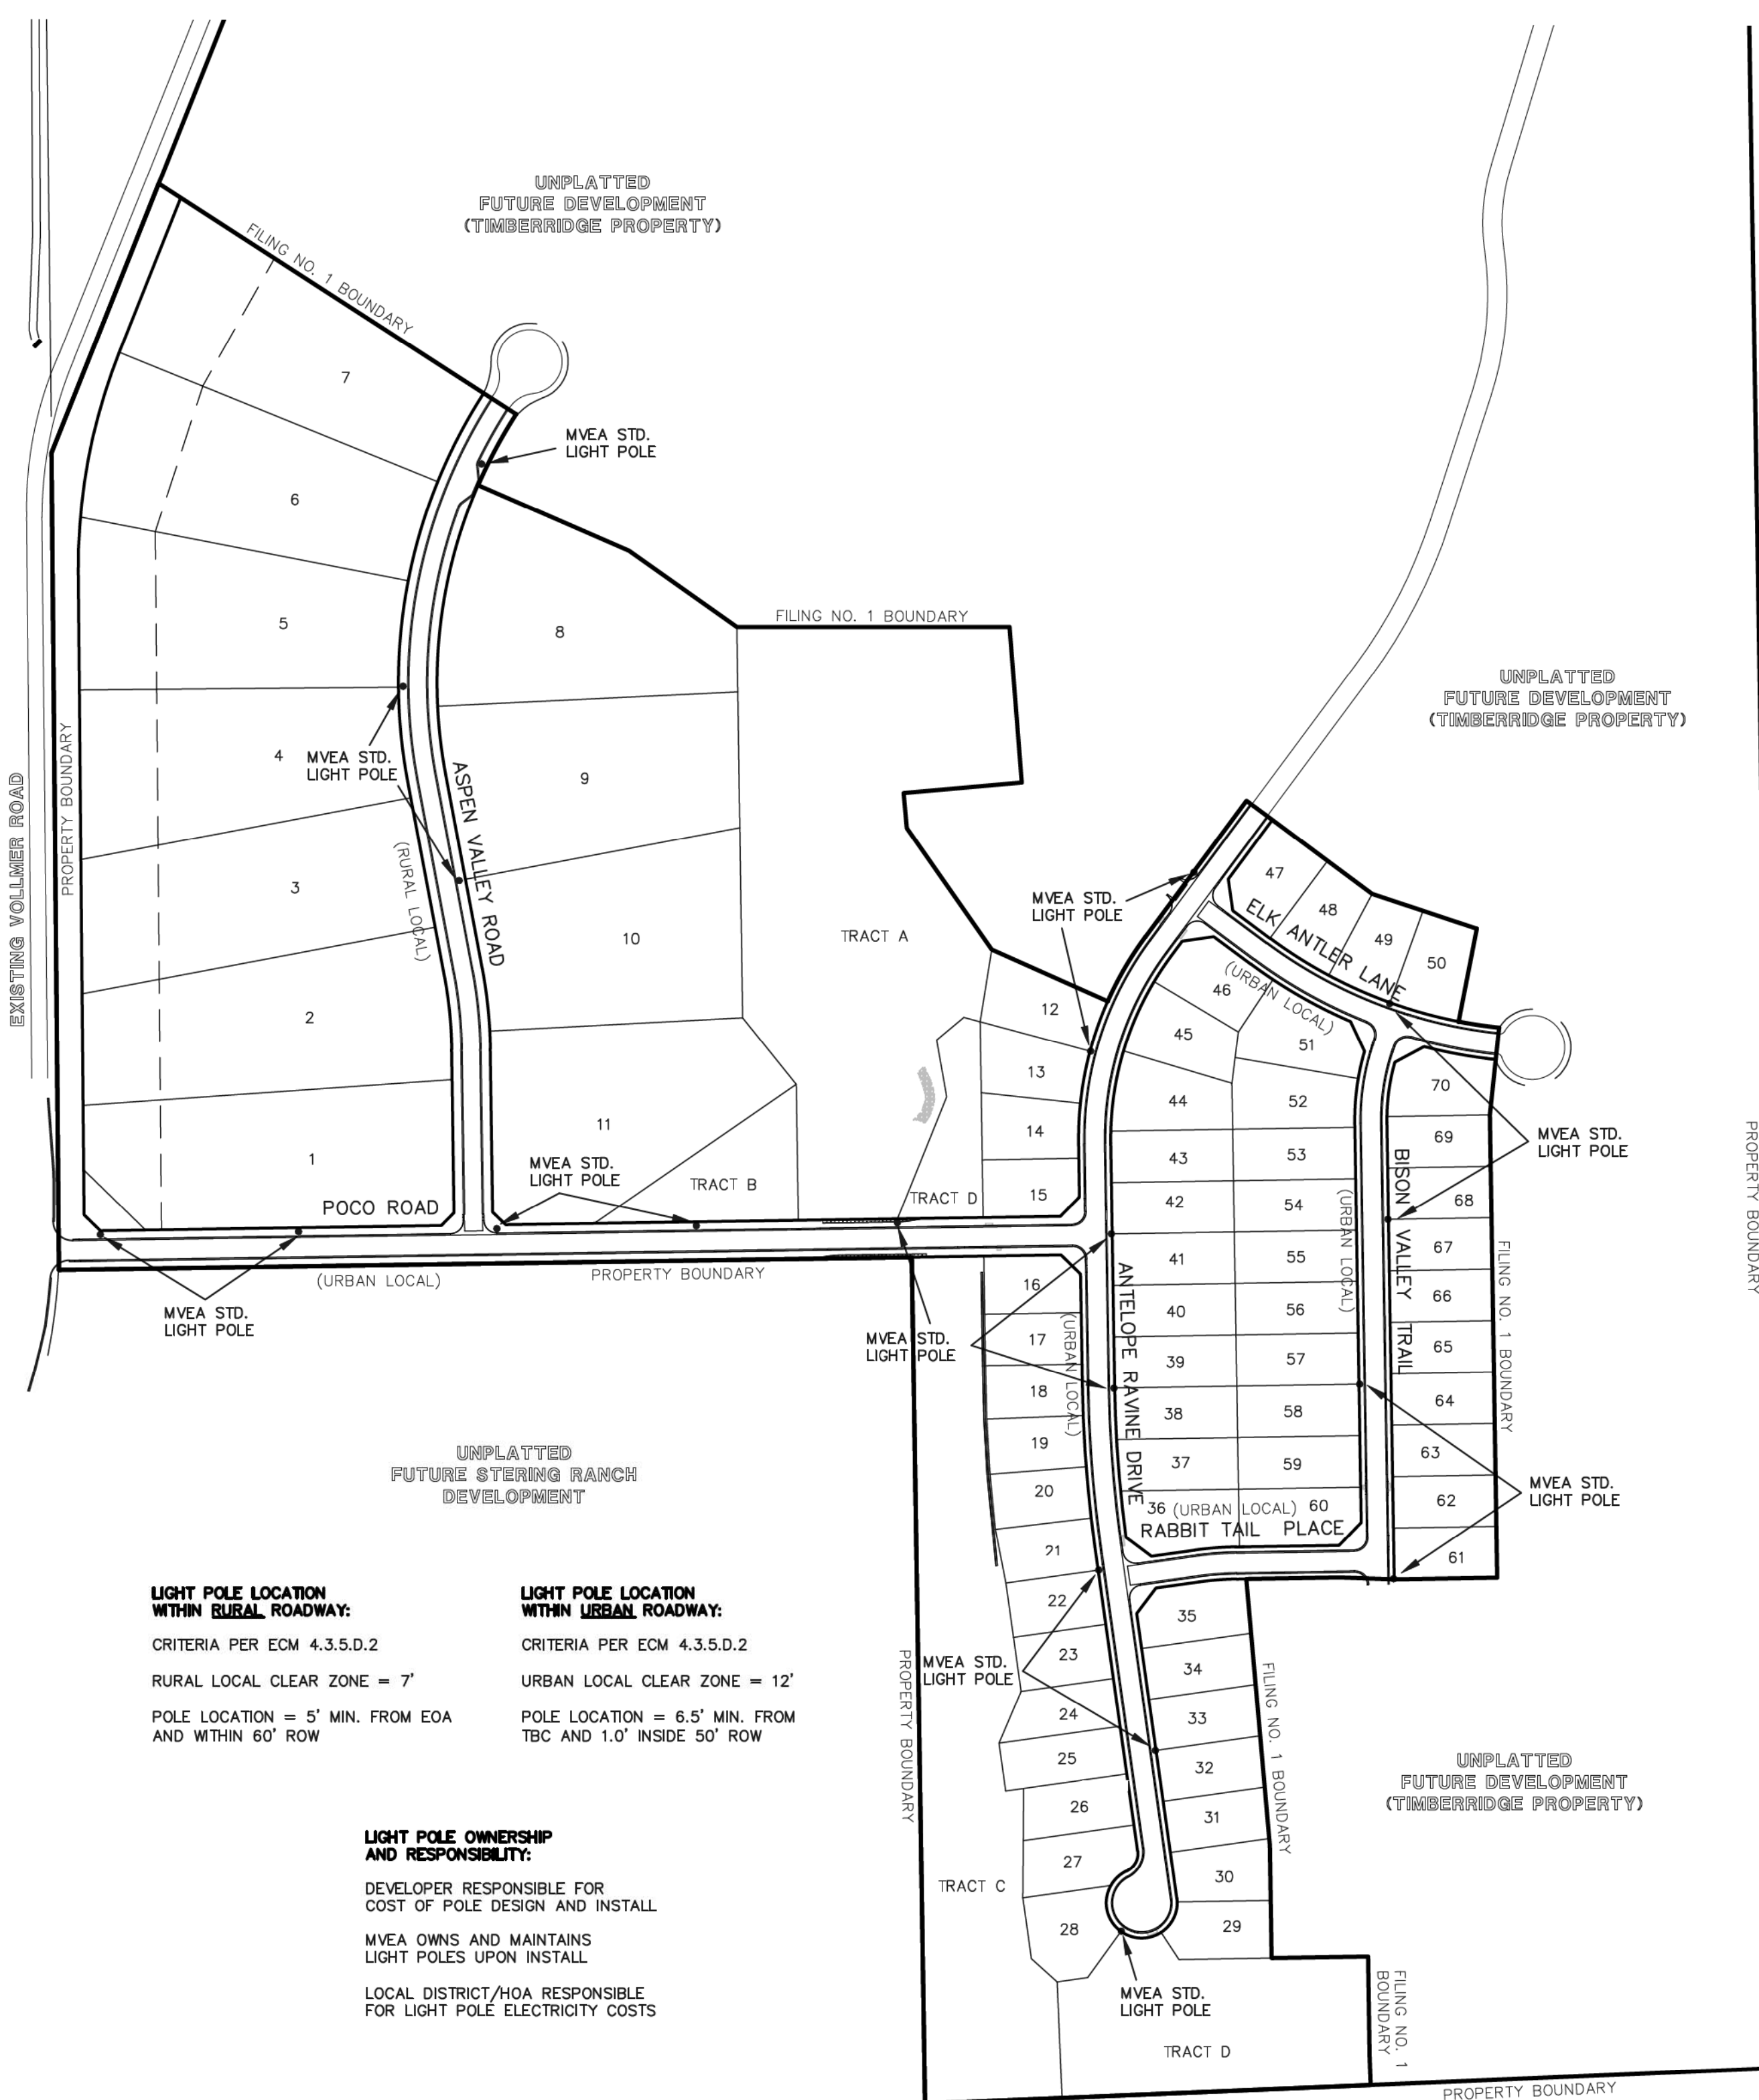 UNPLATTED
FUTURE DEVELOPMENT
(TIMBERRIDGE PROPERTY)
FILING NO. 1 BOUNDARY
7
MVEA STD.
LIGHT POLE
6
5
8
FILING NO. 1 BOUNDARY
UNPLATTED
FUTURE DEVELOPMENT
(TIMBERRIDGE PROPERTY)
EXISTING VOLLMER ROAD
PROPERTY BOUNDARY
4
MVEA STD.
LIGHT POLE
ASPEN VALLEY ROAD
(RURAL LOCAL)
9
3
10
TRACT A
2
MVEA STD.
LIGHT POLE
47
48
49
50
ELK ANTLER LANE
(URBAN LOCAL)
46
12
45
51
13
44
52
70
14
43
53
69
MVEA STD.
LIGHT POLE
PROPERTY BOUNDARY
11
1
MVEA STD.
LIGHT POLE
TRACT B
TRACT D
15
42
54
68
POCO ROAD
(URBAN LOCAL)
PROPERTY BOUNDARY
MVEA STD.
LIGHT POLE
BISON VALLEY TRAIL
(URBAN LOCAL)
FILING NO. 1 BOUNDARY
41
55
67
16
40
56
66
MVEA STD.
LIGHT POLE
17
(URBAN LOCAL)
ANTELOPE RAVINE DRIVE
39
57
65
18
38
58
64
19
37
59
63
20
36
(URBAN LOCAL)
60
62
RABBIT TAIL PLACE
MVEA STD.
LIGHT POLE
21
61
UNPLATTED
FUTURE STERING RANCH
DEVELOPMENT
22
35
23
34
MVEA STD.
LIGHT POLE
PROPERTY BOUNDARY
FILING NO. 1 BOUNDARY
24
33
25
32
26
31
27
30
TRACT C
28
29
UNPLATTED
FUTURE DEVELOPMENT
(TIMBERRIDGE PROPERTY)
LIGHT POLE LOCATION
WITHIN RURAL ROADWAY:
CRITERIA PER ECM 4.3.5.D.2
RURAL LOCAL CLEAR ZONE = 7'
POLE LOCATION = 5' MIN. FROM EOA
AND WITHIN 60' ROW
LIGHT POLE LOCATION
WITHIN URBAN ROADWAY:
CRITERIA PER ECM 4.3.5.D.2
URBAN LOCAL CLEAR ZONE = 12'
POLE LOCATION = 6.5' MIN. FROM
TBC AND 1.0' INSIDE 50' ROW
LIGHT POLE OWNERSHIP
AND RESPONSIBILITY:
DEVELOPER RESPONSIBLE FOR
COST OF POLE DESIGN AND INSTALL
MVEA OWNS AND MAINTAINS
LIGHT POLES UPON INSTALL
LOCAL DISTRICT/HOA RESPONSIBLE
FOR LIGHT POLE ELECTRICITY COSTS
MVEA STD.
LIGHT POLE
TRACT D
FILING NO. 1
BOUNDARY
PROPERTY BOUNDARY